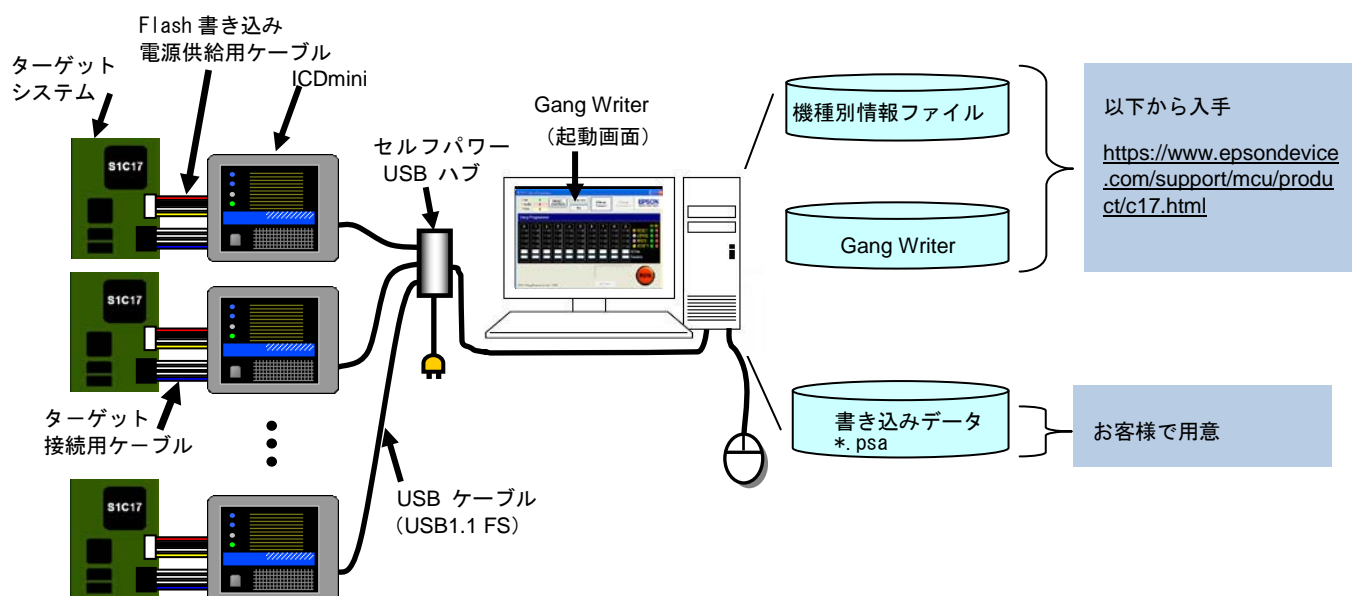 Flash 書き込み
電源供給用ケーブル
ターゲット
システム
ICDmini
Gang Writer
（起動画面）
セルフパワー
USB ハブ
機種別情報ファイル
以下から入手
https://www.epsondevice
.com/support/mcu/produ
ct/c17.html
Gang Writer
S1C17
S1C17
S1C17
EPSON
ターゲット
接続用ケーブル
USB ケーブル
（USB1.1 FS）
書き込みデータ
*.psa
お客様で用意